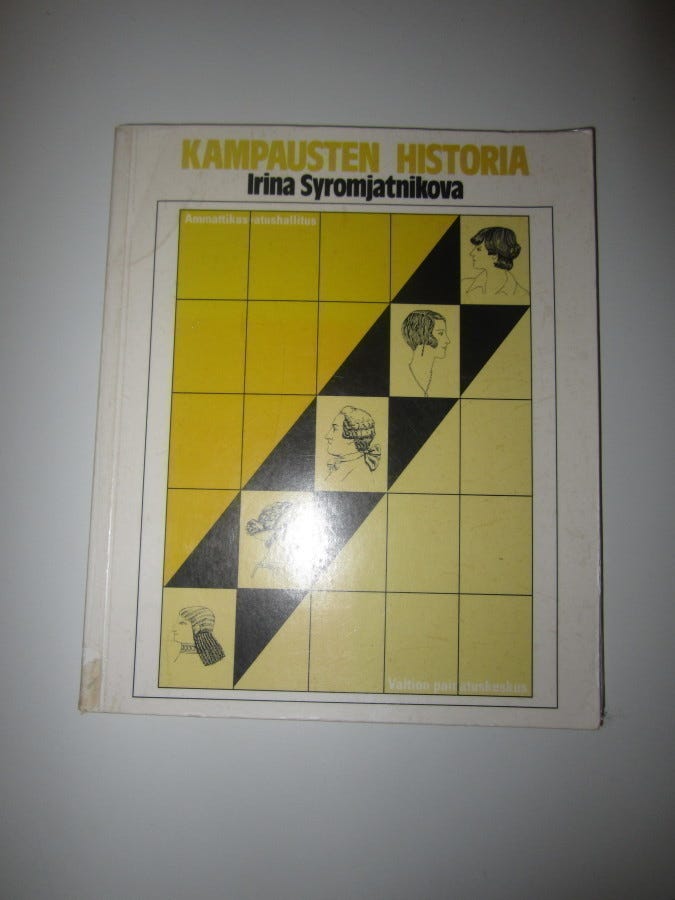 KAMPAUSTEN HISTORIA
Irina Syromjatnikova
Ammattikasvatushallitus
Valtion painatuskeskus